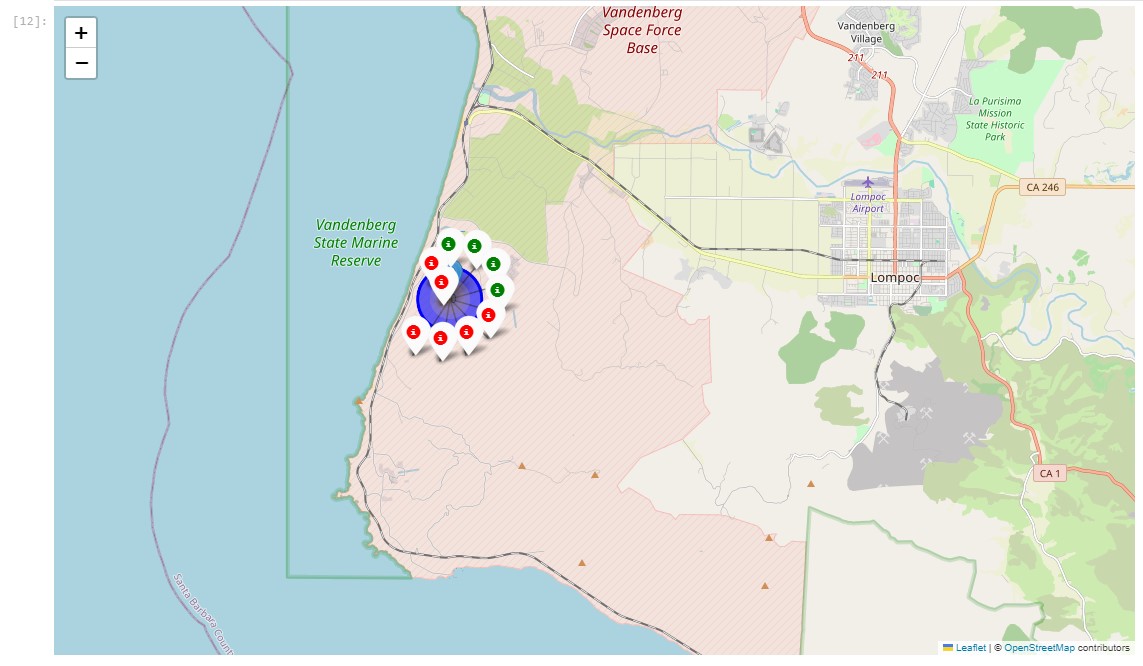 [12]:
+
−
Vandenberg
Space Force
Base
Vandenberg
Village
211
211
La Purisima
Mission
State Historic
Park
CA 246
Lompoc
Airport
Vandenberg
State Marine
Reserve
Lompoc
CA 1
Santa Barbara Count
Leaflet | © OpenStreetMap contributors